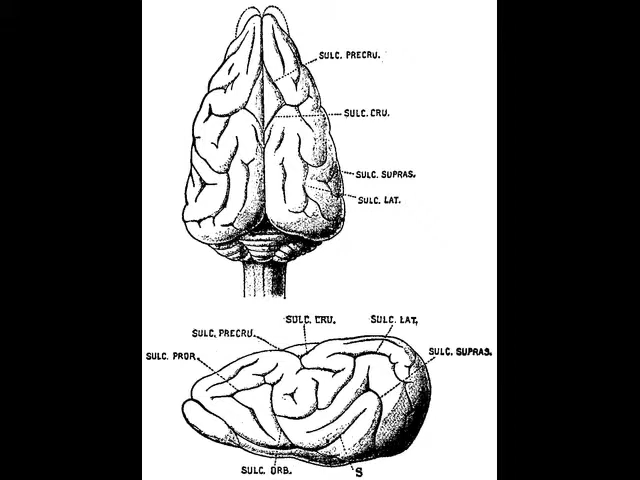 SULC. PRECRU.
SULC. CRU.
SULC. SUPRAS.
SULC. LAT.
SULC. CRU.
SULC. LAT.
SULC. PRECRU.
SULC. SUPRAS.
SULC. PROR.
SULC. ORB.
S